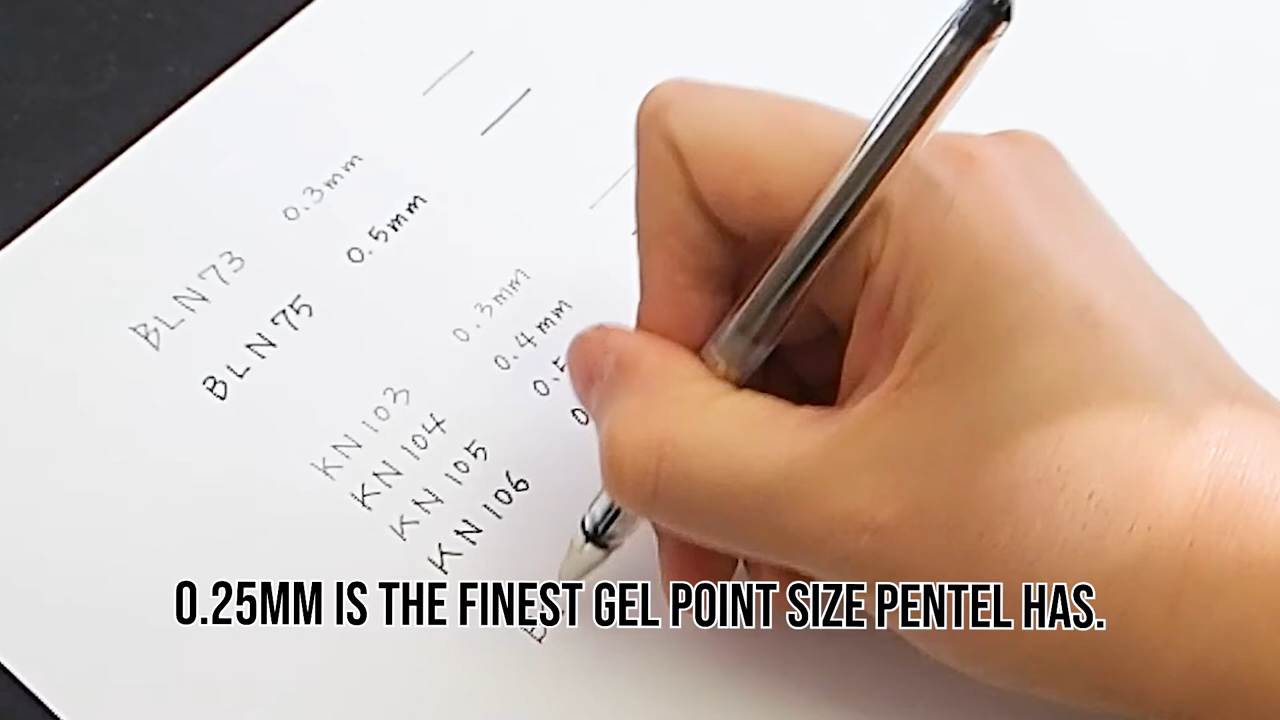 BLN73 0.3mm
BLN75 0.5mm
KN103 0.3mm
KN104 0.4mm
KN105
KN106
0.25MM IS THE FINEST GEL POINT SIZE PENTEL HAS.